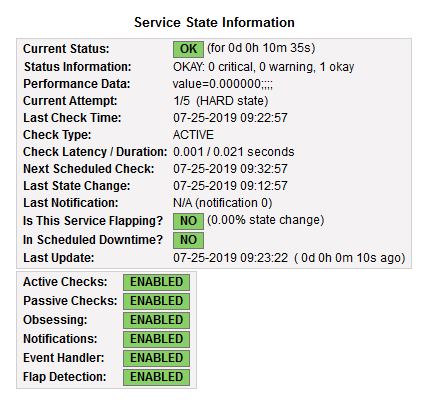 Service State Information
Current Status: OK (for 0d 0h 10m 35s)
Status Information: OKAY: 0 critical, 0 warning, 1 okay
Performance Data: value=0.000000;;;;
Current Attempt: 1/5 (HARD state)
Last Check Time: 07-25-2019 09:22:57
Check Type: ACTIVE
Check Latency / Duration: 0.001 / 0.021 seconds
Next Scheduled Check: 07-25-2019 09:32:57
Last State Change: 07-25-2019 09:12:57
Last Notification: N/A (notification 0)
Is This Service Flapping? NO (0.00% state change)
In Scheduled Downtime? NO
Last Update: 07-25-2019 09:23:22 ( 0d 0h 0m 10s ago)
Active Checks: ENABLED
Passive Checks: ENABLED
Obsessing: ENABLED
Notifications: ENABLED
Event Handler: ENABLED
Flap Detection: ENABLED